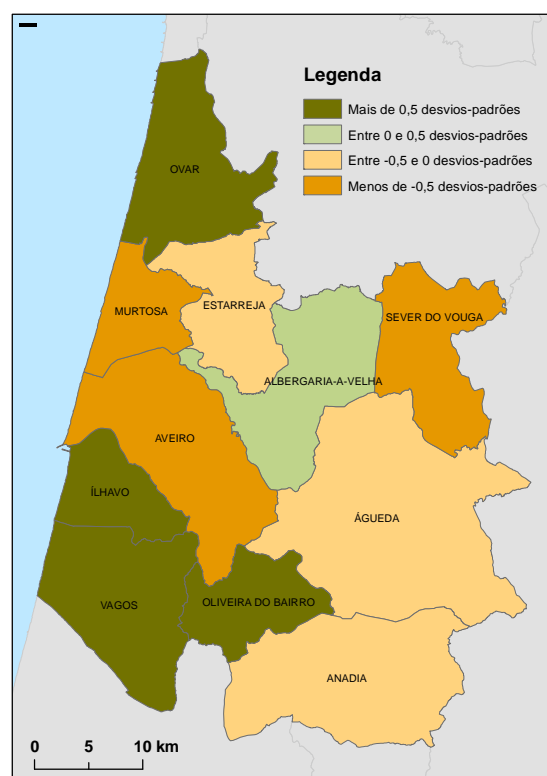 Legenda
Mais de 0,5 desvios-padrões
Entre 0 e 0,5 desvios-padrões
Entre -0,5 e 0 desvios-padrões
Menos de -0,5 desvios-padrões
OVAR
MURTOSA
ESTARREJA
SEVER DO VOUGA
ALBERGARIA-A-VELHA
AVEIRO
ÍLHAVO
ÁGUEDA
VAGOS
OLIVEIRA DO BAIRRO
ANADIA
0 5 10 km